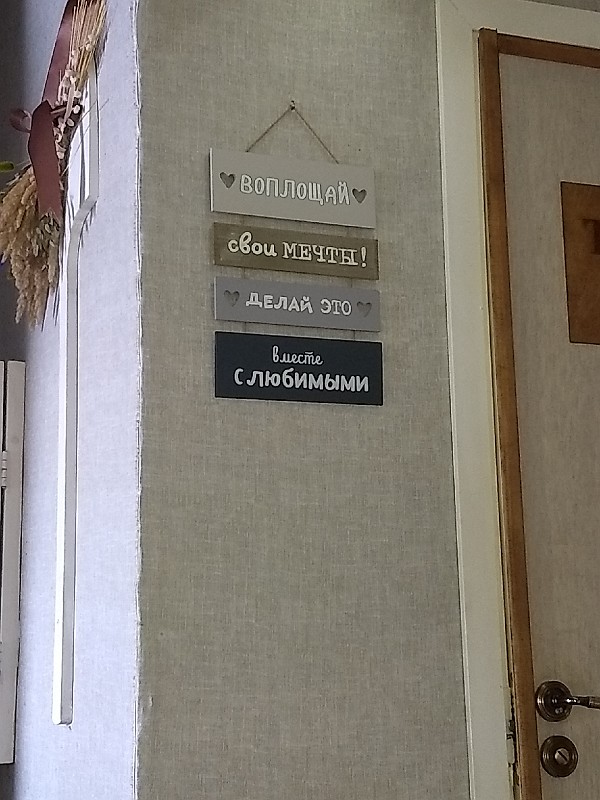 ВОПЛОЩАЙ
свои МЕЧТЫ!
ДЕЛАЙ ЭТО
вместе
С ЛЮБИМЫМИ